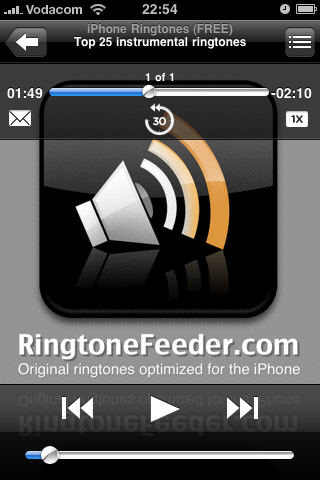 Vodacom 22:54
iPhone Ringtones (FREE)
Top 25 instrumental ringtones
1 of 1
01:49 -02:10
30 1X
RingtoneFeeder.com
Original ringtones optimized for the iPhone